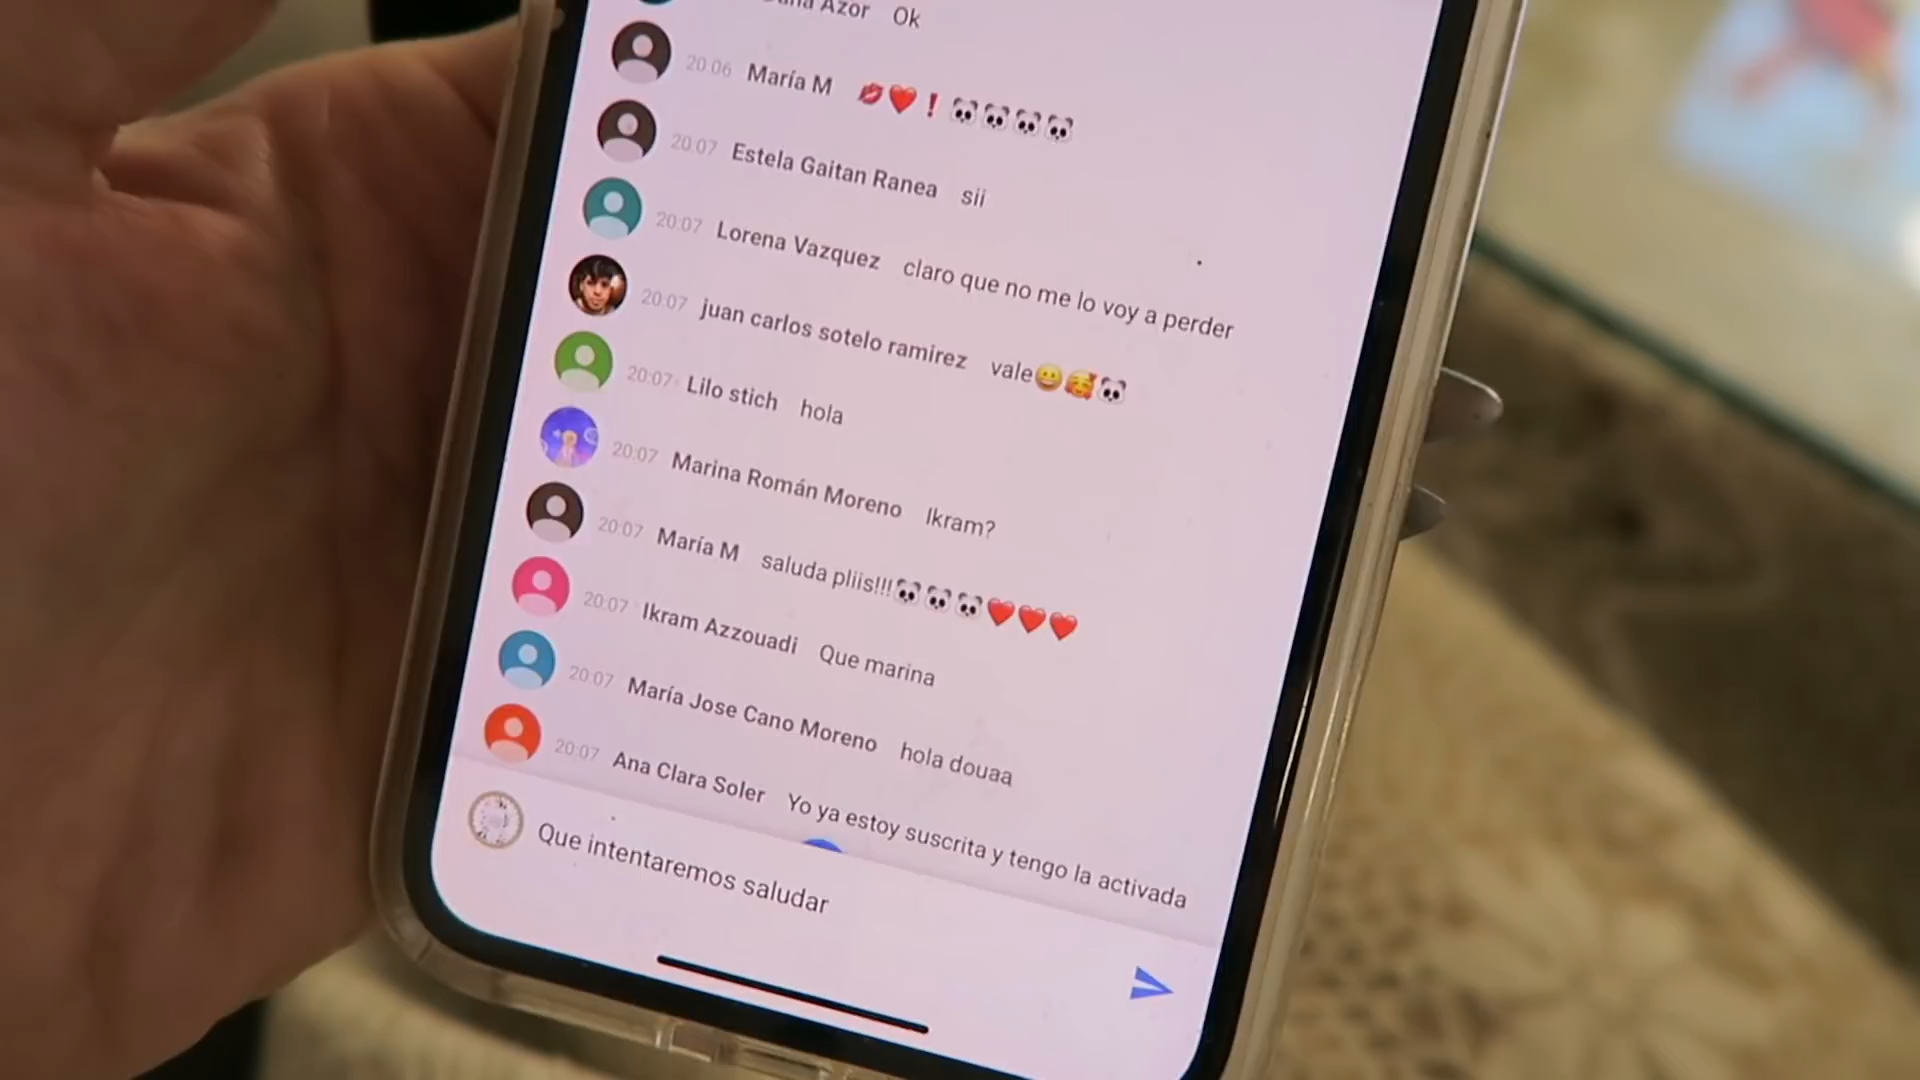 Azor Ok
20:06 María M 💋❤️❗🐼🐼🐼🐼
20:07 Estela Gaitan Ranea sii
20:07 Lorena Vazquez claro que no me lo voy a perder
20:07 juan carlos sotelo ramirez vale😀🥰🐼
20:07 Lilo stich hola
20:07 Marina Román Moreno Ikram?
20:07 María M saluda pliis!!!🐼🐼🐼❤️❤️❤️
20:07 Ikram Azzouadi Que marina
20:07 María Jose Cano Moreno hola douaa
20:07 Ana Clara Soler Yo ya estoy suscrita y tengo la activada
Que intentaremos saludar